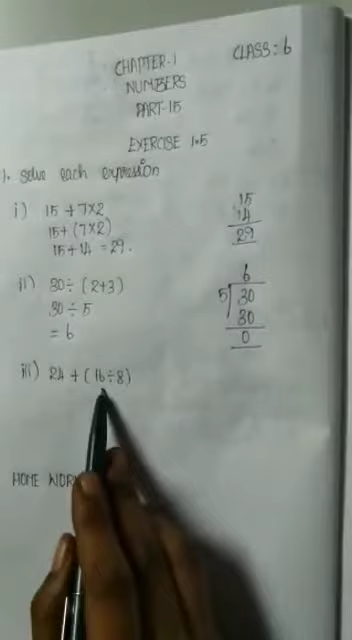 CHAPTER-1
CLASS: 6
NUMBERS
PART-15
EXERCISE 1.5
1. solve each expression
i) 15 + 7×2
15+ (7×2)
15+14 = 29.
15
14
29
ii) 30÷ (2+3)
30÷5
= 6
6
5 30
30
0
iii) 24 + (16÷8)
HOME WORK